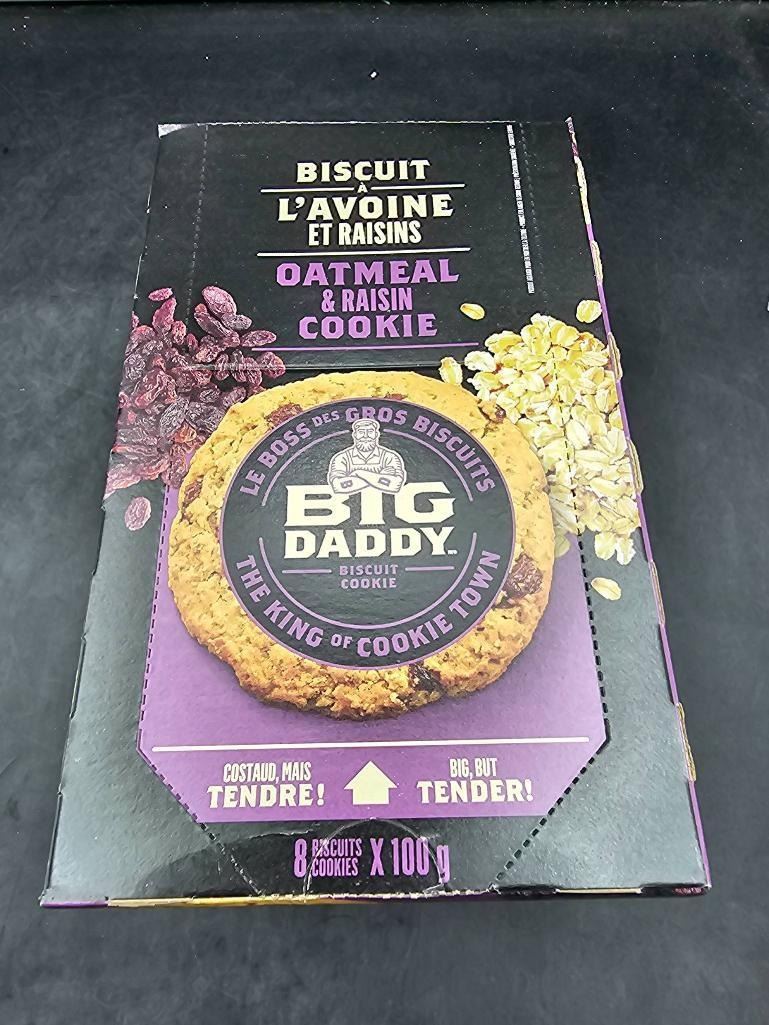 BISCUIT
À
L'AVOINE
ET RAISINS
OATMEAL
& RAISIN
COOKIE
LE BOSS DES GROS BISCUITS
BIG
DADDY
BISCUIT
COOKIE
THE KING OF COOKIE TOWN
COSTAUD, MAIS
TENDRE!
BIG, BUT
TENDER!
8 BISCUITS
COOKIES X 100 g